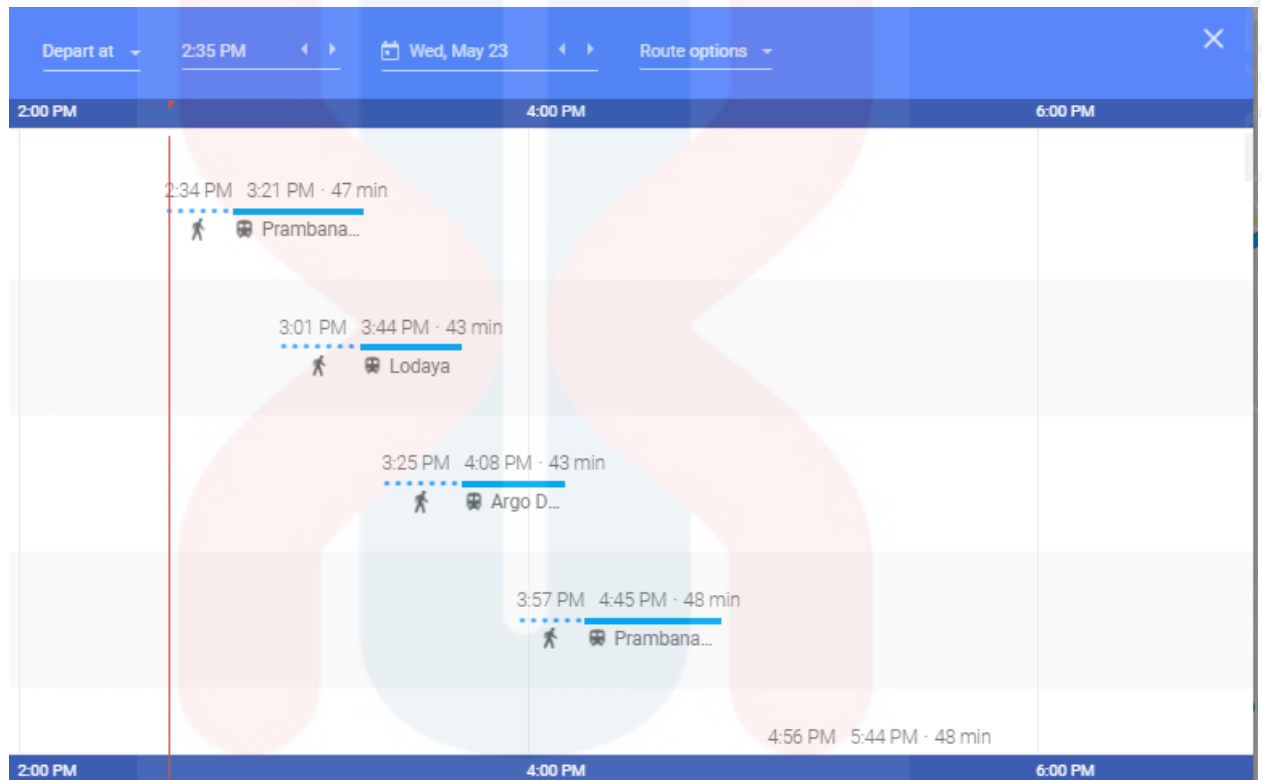 Depart at 2:35 PM Wed, May 23 Route options
2:00 PM 4:00 PM 6:00 PM
2:34 PM 3:21 PM · 47 min
Prambana...
3:01 PM 3:44 PM · 43 min
Lodaya
3:25 PM 4:08 PM · 43 min
Argo D...
3:57 PM 4:45 PM · 48 min
Prambana...
4:56 PM 5:44 PM · 48 min
2:00 PM 4:00 PM 6:00 PM